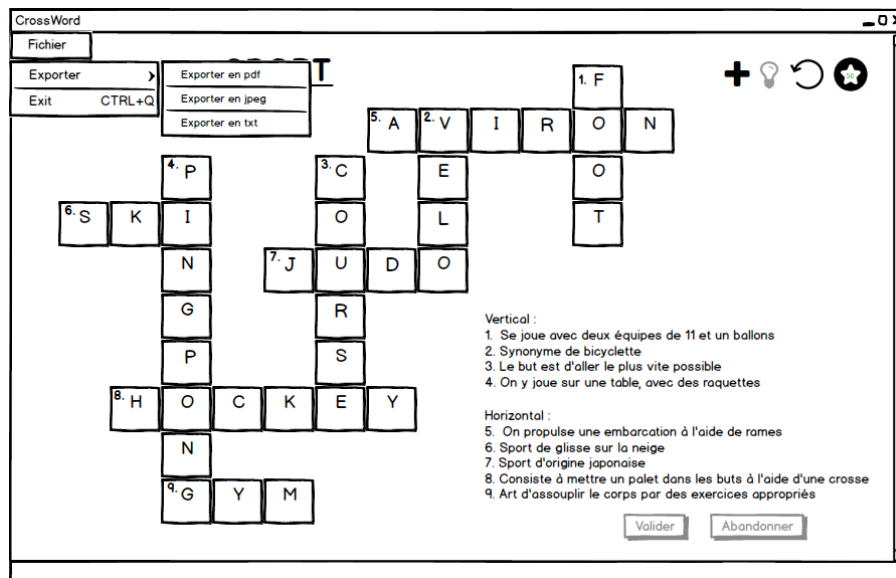 CrossWord
Fichier
Exporter
Exit CTRL+Q
Exporter en pdf
Exporter en jpeg
Exporter en txt
1. F
5. A 2. V I R O N
4. P 3. C E O
6. S K I O L T
N 7. J U D O
G R
P S
8. H O C K E Y
N
9. G Y M
Vertical :
1. Se joue avec deux équipes de 11 et un ballons
2. Synonyme de bicyclette
3. Le but est d'aller le plus vite possible
4. On y joue sur une table, avec des raquettes
Horizontal :
5. On propulse une embarcation à l'aide de rames
6. Sport de glisse sur la neige
7. Sport d'origine japonaise
8. Consiste à mettre un palet dans les buts à l'aide d'une crosse
9. Art d'assouplir le corps par des exercices appropriés
Valider
Abandonner